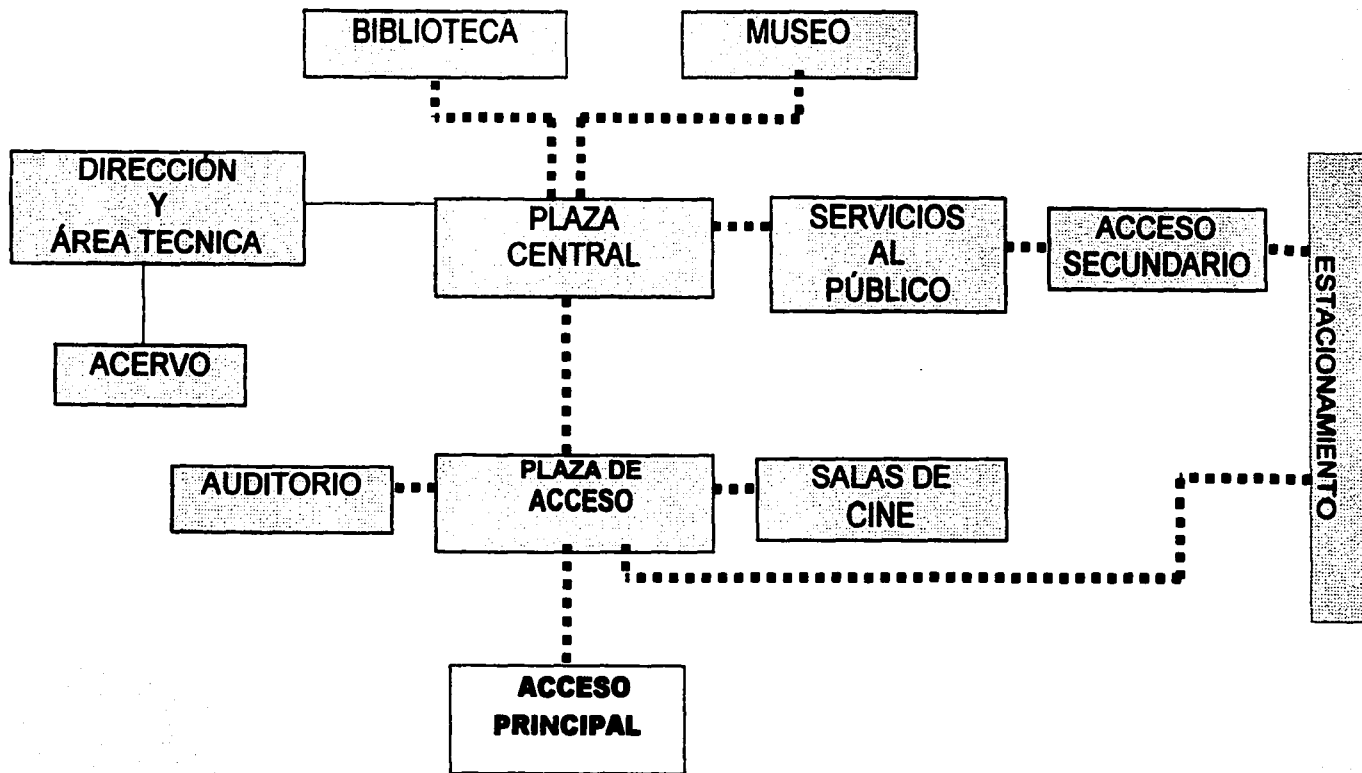 BIBLIOTECA
MUSEO
DIRECCIÓN
Y
ÁREA TECNICA
PLAZA
CENTRAL
SERVICIOS
AL
PÚBLICO
ACCESO
SECUNDARIO
ESTACIONAMIENTO
ACERVO
AUDITORIO
PLAZA DE
ACCESO
SALAS DE
CINE
ACCESO
PRINCIPAL